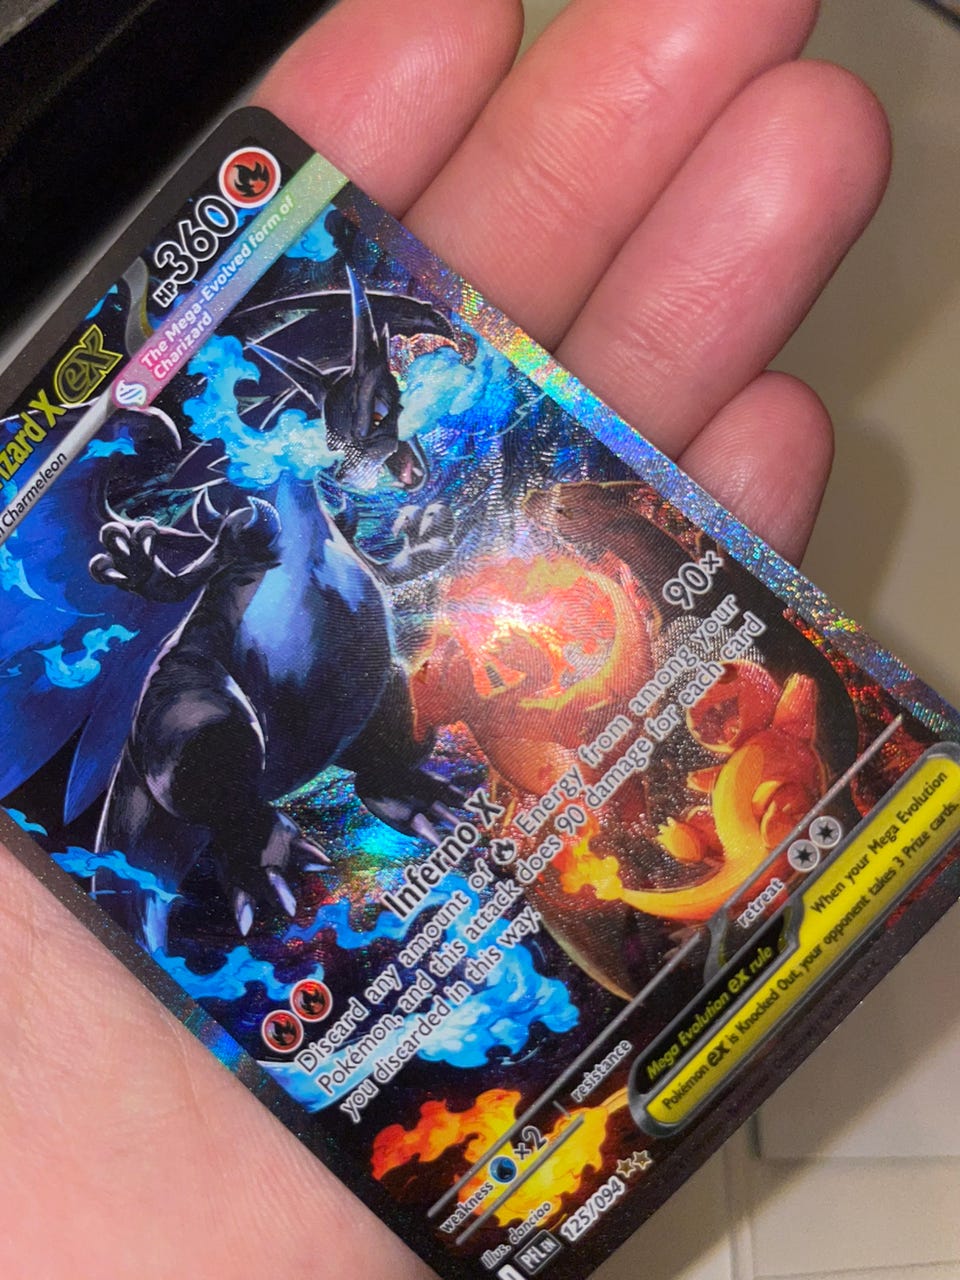 izard X ex
HP360
Charmeleon
The Mega-Evolved form of
Charizard
Inferno X 90×
Discard any amount of Energy from among your
Pokémon, and this attack does 90 damage for each card
you discarded in this way.
weakness ×2
resistance
retreat
Mega Evolution ex rule
When your Mega Evolution
Pokémon ex is Knocked Out, your opponent takes 3 Prize cards.
illus. danciao
PFL EN 125/094